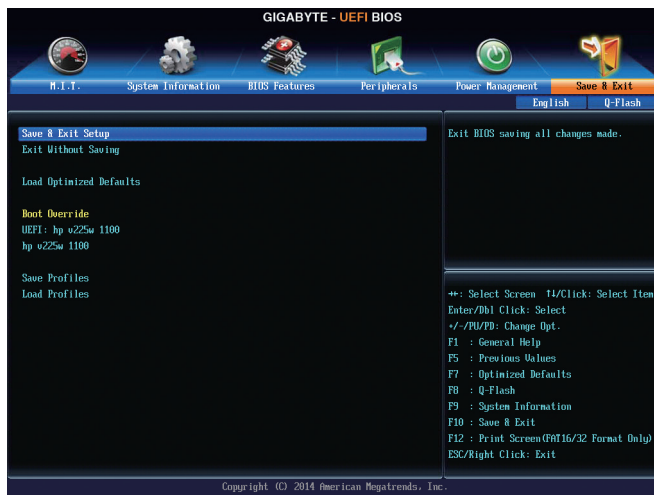 GIGABYTE - UEFI BIOS
M.I.T. System Information BIOS Features Peripherals Power Management Save & Exit
English Q-Flash
Save & Exit Setup
Exit Without Saving
Load Optimized Defaults
Boot Override
UEFI: hp v225w 1100
hp v225w 1100
Save Profiles
Load Profiles
Exit BIOS saving all changes made.
→←: Select Screen ↑↓/Click: Select Item
Enter/Dbl Click: Select
+/-/PU/PD: Change Opt.
F1 : General Help
F5 : Previous Values
F7 : Optimized Defaults
F8 : Q-Flash
F9 : System Information
F10 : Save & Exit
F12 : Print Screen(FAT16/32 Format Only)
ESC/Right Click: Exit
Copyright (C) 2014 American Megatrends, Inc.